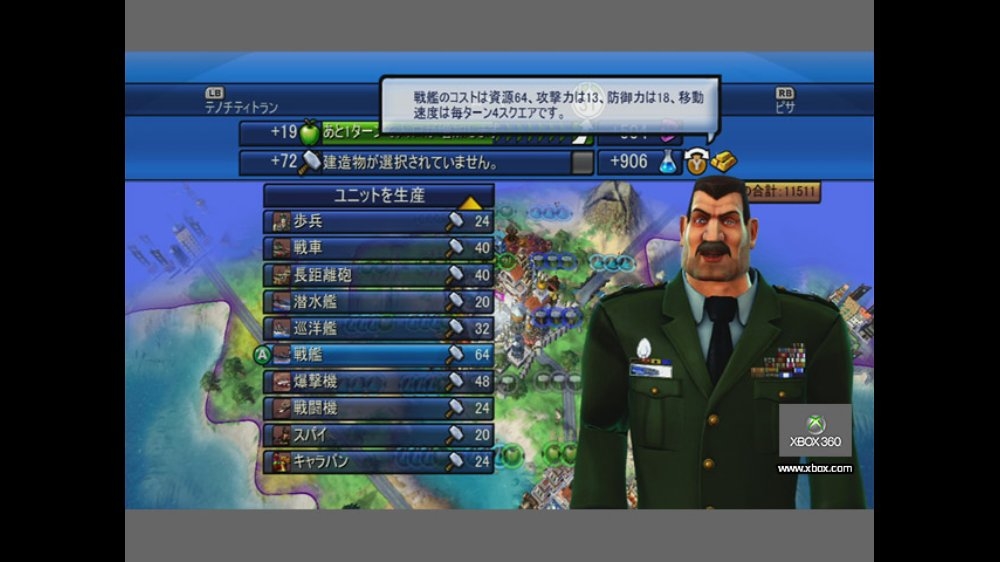 LB
テノチティトラン
戦艦のコストは資源64、攻撃力は13、防御力は18、移動
速度は毎ターン4スクエアです。
RB
ピサ
+19
あと1ターン
+72
建造物が選択されていません。
+906
の合計:11511
ユニットを生産
歩兵 24
戦車 40
長距離砲 40
潜水艦 20
巡洋艦 32
A 戦艦 64
爆撃機 48
戦闘機 24
スパイ 20
キャラバン 24
XBOX 360
www.xbox.com